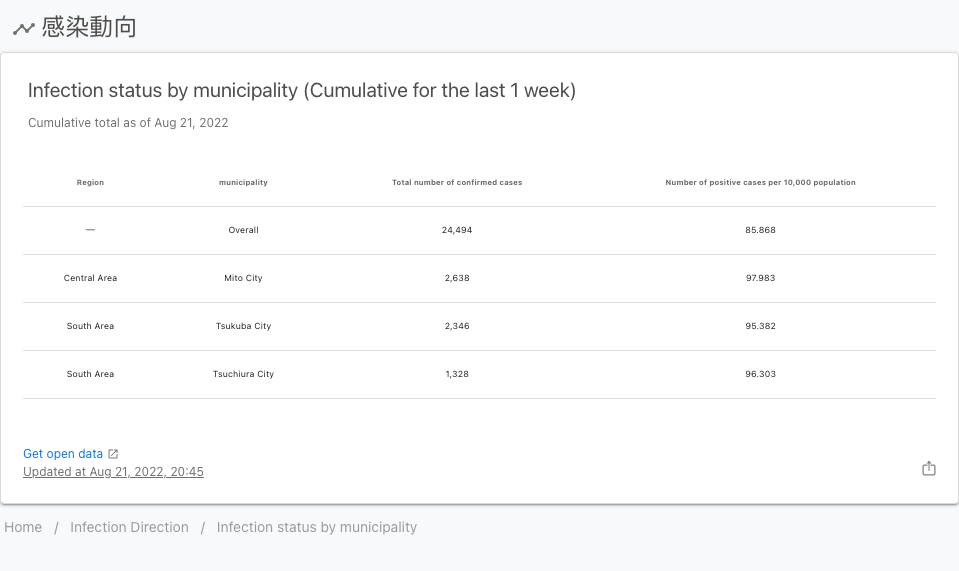 感染動向
Infection status by municipality (Cumulative for the last 1 week)
Cumulative total as of Aug 21, 2022
Region municipality Total number of confirmed cases Number of positive cases per 10,000 population
— Overall 24,494 85.868
Central Area Mito City 2,638 97.983
South Area Tsukuba City 2,346 95.382
South Area Tsuchiura City 1,328 96.303
Get open data
Updated at Aug 21, 2022, 20:45
Home / Infection Direction / Infection status by municipality